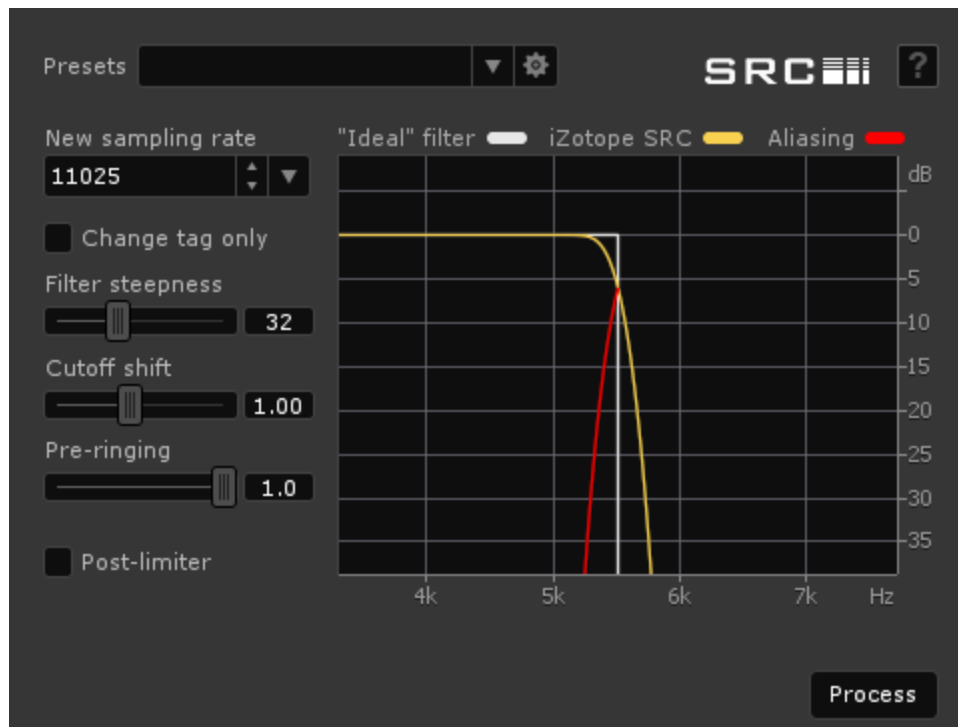 Presets
SRC
?
New sampling rate
11025
"Ideal" filter
iZotope SRC
Aliasing
Change tag only
Filter steepness
32
Cutoff shift
1.00
Pre-ringing
1.0
Post-limiter
dB
0
5
10
15
20
25
30
35
4k
5k
6k
7k
Hz
Process